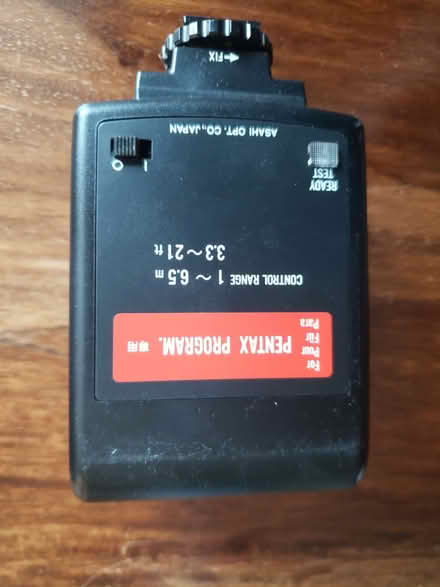 For
Pour
Für
Para
PENTAX PROGRAM. 専用
CONTROL RANGE 1 ~ 6.5 m
3.3 ~ 21 ft
READY
TEST
I O
ASAHI OPT. CO., JAPAN
FIX